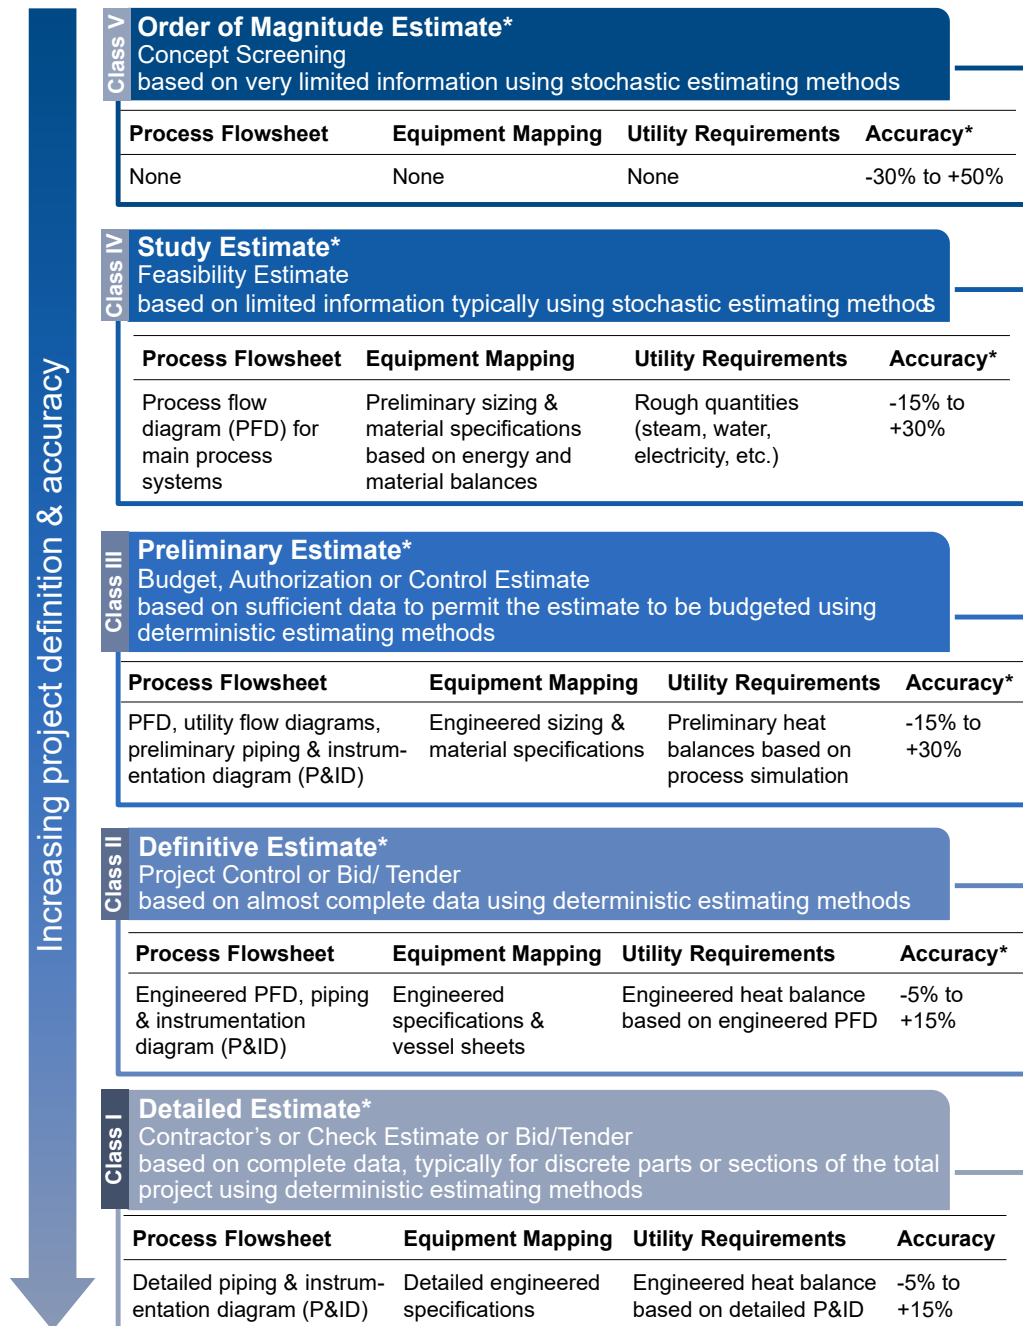 Increasing project definition & accuracy
Class V
Order of Magnitude Estimate*
Concept Screening
based on very limited information using stochastic estimating methods
Process Flowsheet Equipment Mapping Utility Requirements Accuracy*
None None None -30% to +50%
Class IV
Study Estimate*
Feasibility Estimate
based on limited information typically using stochastic estimating methods
Process Flowsheet Equipment Mapping Utility Requirements Accuracy*
Process flow Preliminary sizing & Rough quantities -15% to
diagram (PFD) for material specifications (steam, water, +30%
main process based on energy and electricity, etc.)
systems material balances
Class III
Preliminary Estimate*
Budget, Authorization or Control Estimate
based on sufficient data to permit the estimate to be budgeted using
deterministic estimating methods
Process Flowsheet Equipment Mapping Utility Requirements Accuracy*
PFD, utility flow diagrams, Engineered sizing & Preliminary heat -15% to
preliminary piping & instrum- material specifications balances based on +30%
entation diagram (P&ID) process simulation
Class II
Definitive Estimate*
Project Control or Bid/ Tender
based on almost complete data using deterministic estimating methods
Process Flowsheet Equipment Mapping Utility Requirements Accuracy*
Engineered PFD, piping Engineered Engineered heat balance -5% to
& instrumentation specifications & based on engineered PFD +15%
diagram (P&ID) vessel sheets
Class I
Detailed Estimate*
Contractor's or Check Estimate or Bid/Tender
based on complete data, typically for discrete parts or sections of the total
project using deterministic estimating methods
Process Flowsheet Equipment Mapping Utility Requirements Accuracy
Detailed piping & instrum- Detailed engineered Engineered heat balance -5% to
entation diagram (P&ID) specifications based on detailed P&ID +15%